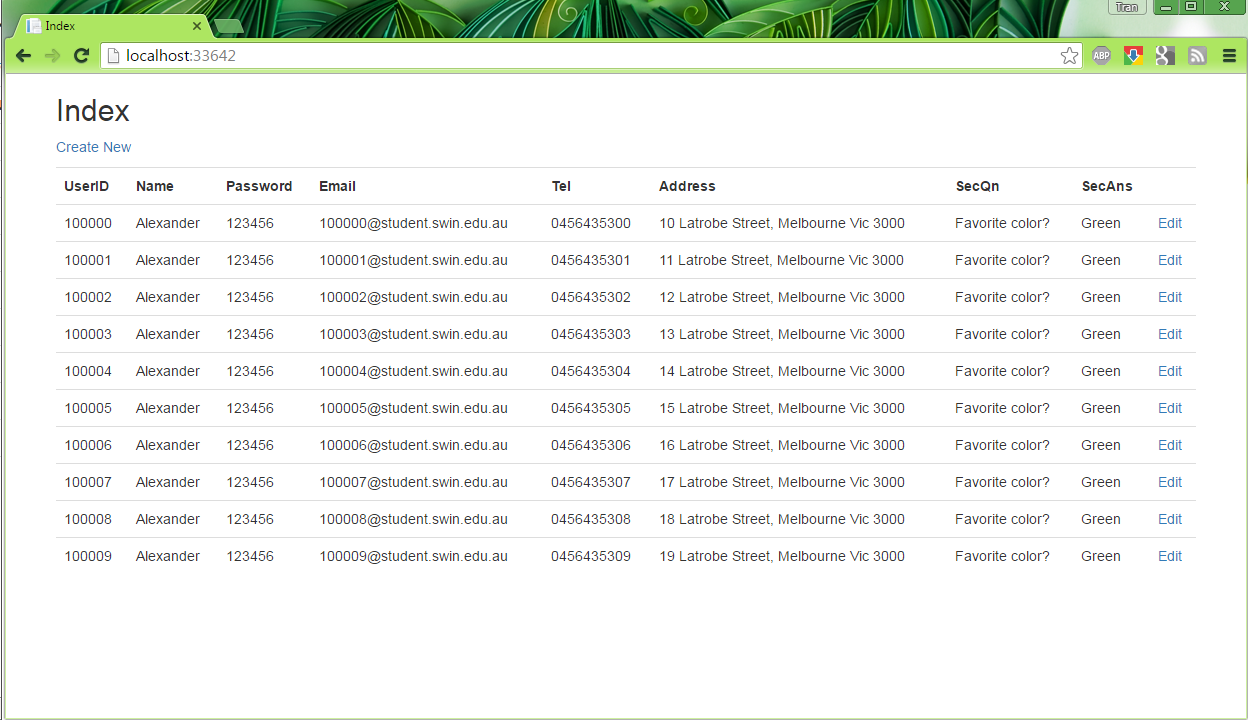 Tran
Index
localhost:33642
ABP
g
Index
Create New
UserID Name Password Email Tel Address SecQn SecAns
100000 Alexander 123456 100000@student.swin.edu.au 0456435300 10 Latrobe Street, Melbourne Vic 3000 Favorite color? Green Edit
100001 Alexander 123456 100001@student.swin.edu.au 0456435301 11 Latrobe Street, Melbourne Vic 3000 Favorite color? Green Edit
100002 Alexander 123456 100002@student.swin.edu.au 0456435302 12 Latrobe Street, Melbourne Vic 3000 Favorite color? Green Edit
100003 Alexander 123456 100003@student.swin.edu.au 0456435303 13 Latrobe Street, Melbourne Vic 3000 Favorite color? Green Edit
100004 Alexander 123456 100004@student.swin.edu.au 0456435304 14 Latrobe Street, Melbourne Vic 3000 Favorite color? Green Edit
100005 Alexander 123456 100005@student.swin.edu.au 0456435305 15 Latrobe Street, Melbourne Vic 3000 Favorite color? Green Edit
100006 Alexander 123456 100006@student.swin.edu.au 0456435306 16 Latrobe Street, Melbourne Vic 3000 Favorite color? Green Edit
100007 Alexander 123456 100007@student.swin.edu.au 0456435307 17 Latrobe Street, Melbourne Vic 3000 Favorite color? Green Edit
100008 Alexander 123456 100008@student.swin.edu.au 0456435308 18 Latrobe Street, Melbourne Vic 3000 Favorite color? Green Edit
100009 Alexander 123456 100009@student.swin.edu.au 0456435309 19 Latrobe Street, Melbourne Vic 3000 Favorite color? Green Edit